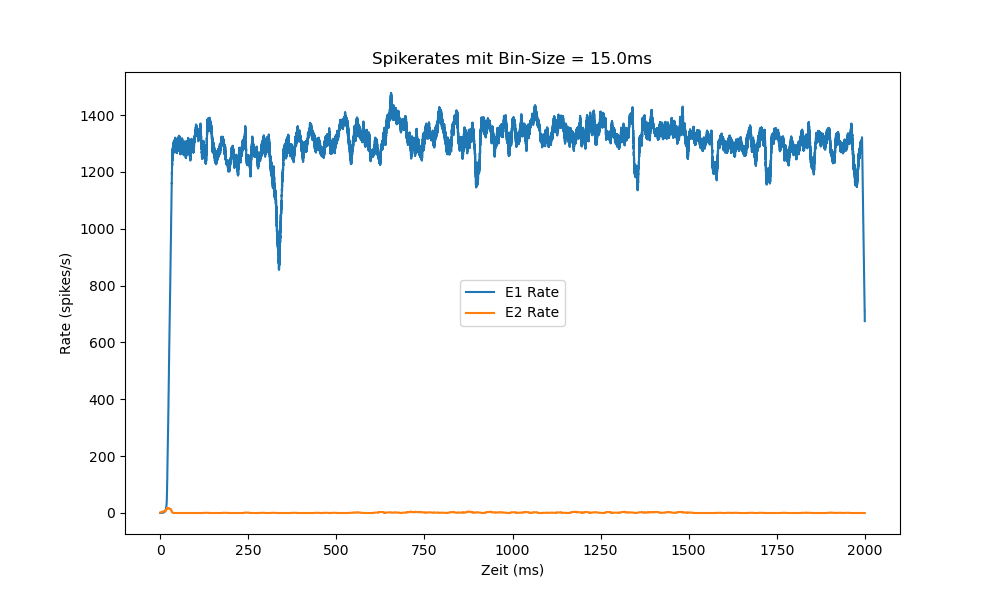 Spikerates mit Bin-Size = 15.0ms
Rate (spikes/s)
1400
1200
1000
800
600
400
200
0
E1 Rate
E2 Rate
0 250 500 750 1000 1250 1500 1750 2000
Zeit (ms)